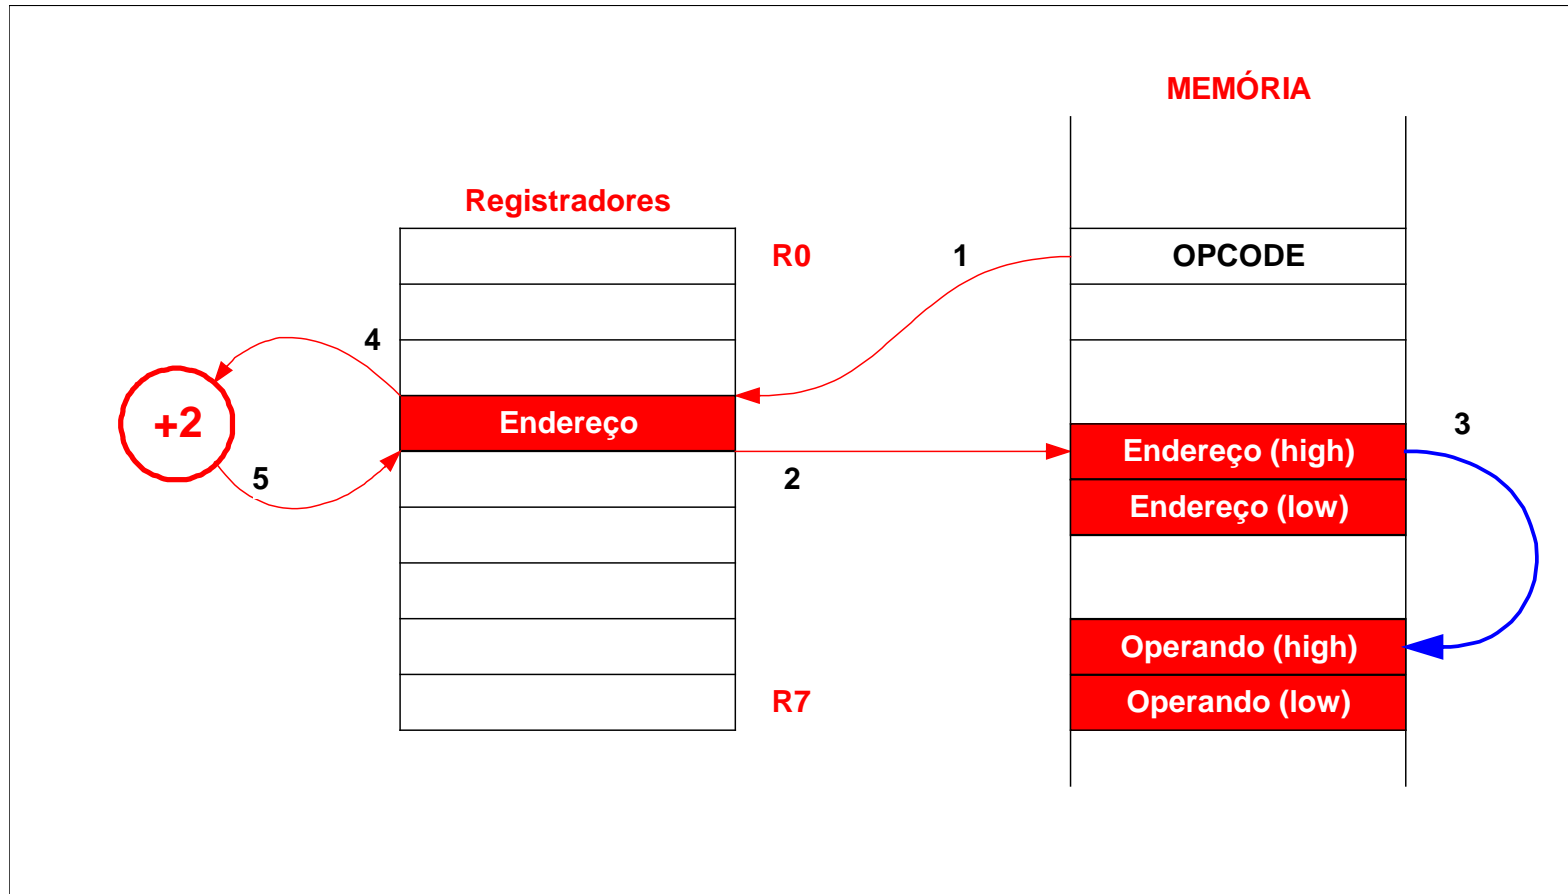 MEMÓRIA
Registradores
R0
1
OPCODE
4
+2
Endereço
3
Endereço (high)
5
2
Endereço (low)
Operando (high)
R7
Operando (low)